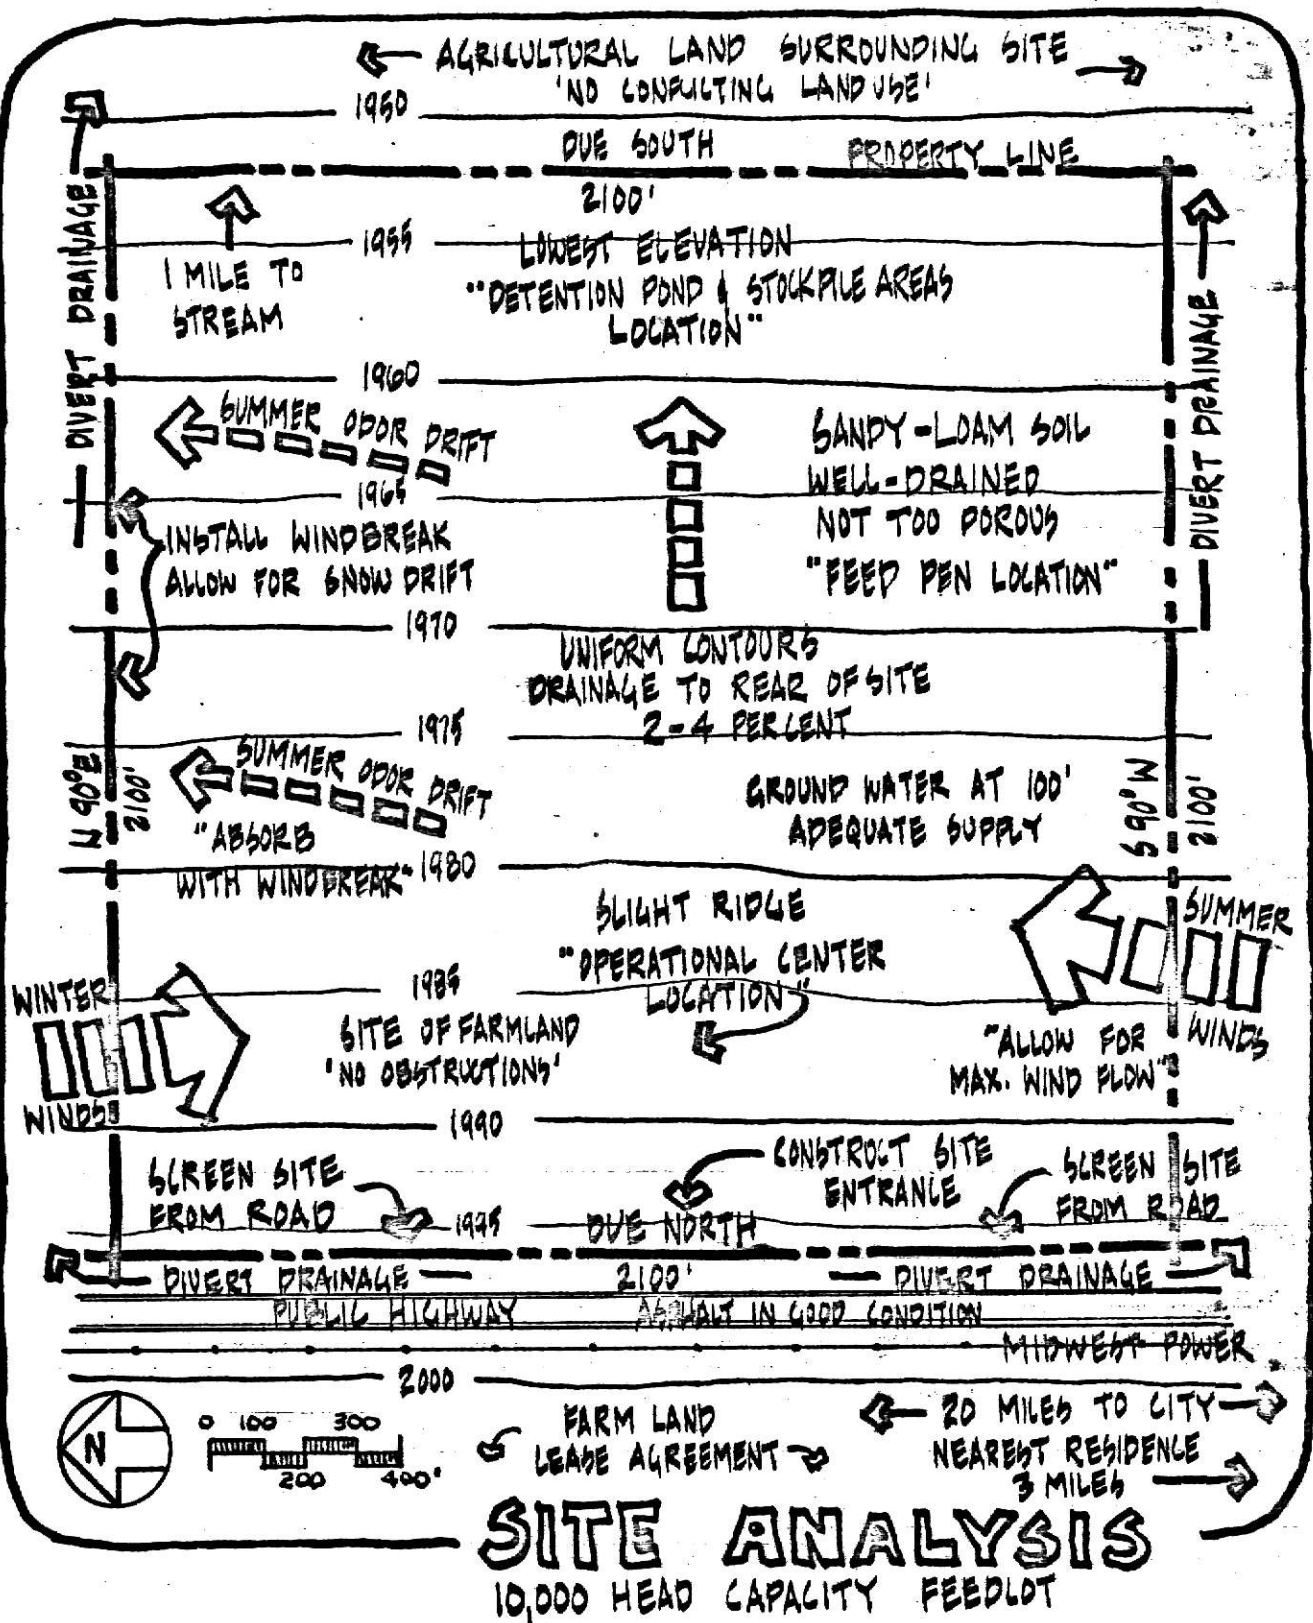 AGRICULTURAL LAND SURROUNDING SITE
'NO CONFLICTING LAND USE'
1950
DUE SOUTH
PROPERTY LINE
2100'
DIVERT DRAINAGE
1955
LOWEST ELEVATION
"DETENTION POND & STOCKPILE AREAS
LOCATION"
1 MILE TO
STREAM
DIVERT DRAINAGE
1960
SUMMER ODOR DRIFT
SANDY-LOAM SOIL
WELL-DRAINED
NOT TOO POROUS
"FEED PEN LOCATION"
1965
INSTALL WINDBREAK
ALLOW FOR SNOW DRIFT
1970
UNIFORM CONTOURS
DRAINAGE TO REAR OF SITE
2-4 PERCENT
1975
N 90° E
2100'
SUMMER ODOR DRIFT
"ABSORB
WITH WINDBREAK"
GROUND WATER AT 100'
ADEQUATE SUPPLY
S 90° W
2100'
1980
SLIGHT RIDGE
"OPERATIONAL CENTER
LOCATION"
SUMMER
WINDS
WINTER
WINDS
1985
SITE OF FARMLAND
'NO OBSTRUCTIONS'
"ALLOW FOR
MAX. WIND FLOW"
1990
SCREEN SITE
FROM ROAD
CONSTRUCT SITE
ENTRANCE
SCREEN SITE
FROM ROAD
1995
DUE NORTH
DIVERT DRAINAGE
2100'
DIVERT DRAINAGE
PUBLIC HIGHWAY
ASPHALT IN GOOD CONDITION
MIDWEST POWER
2000
N
0 100 300
200 400'
FARM LAND
LEASE AGREEMENT
20 MILES TO CITY
NEAREST RESIDENCE
3 MILES
SITE ANALYSIS
10,000 HEAD CAPACITY FEEDLOT